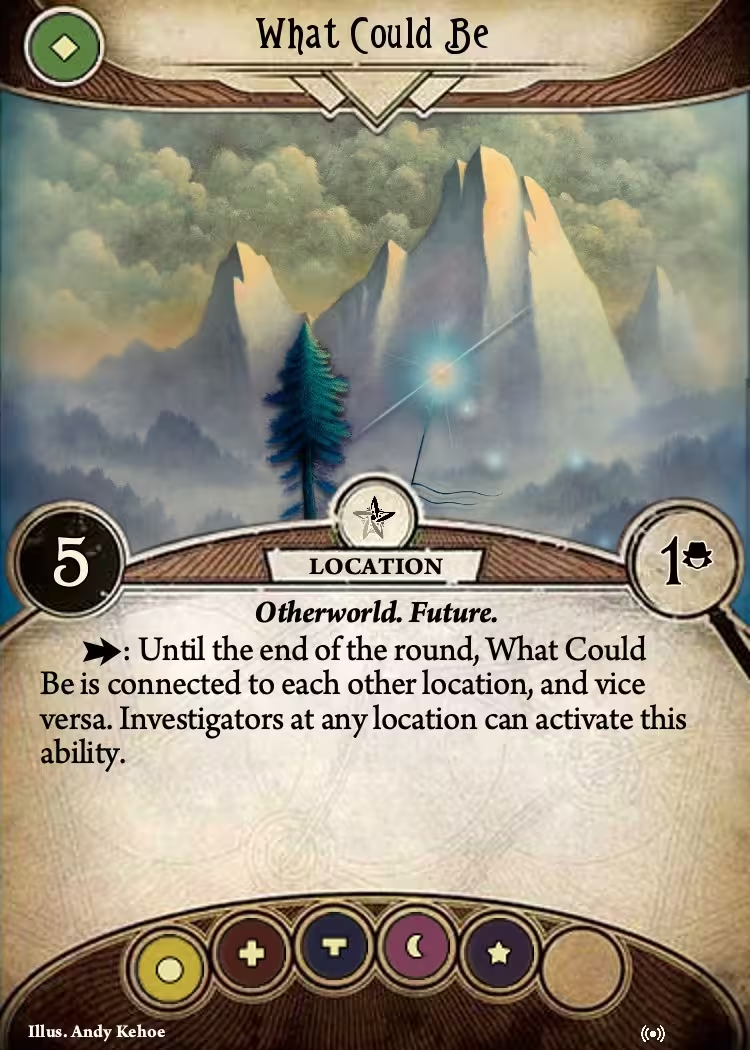 What Could Be
5
1
LOCATION
Otherworld. Future.
: Until the end of the round, What Could
Be is connected to each other location, and vice
versa. Investigators at any location can activate this
ability.
Illus. Andy Kehoe